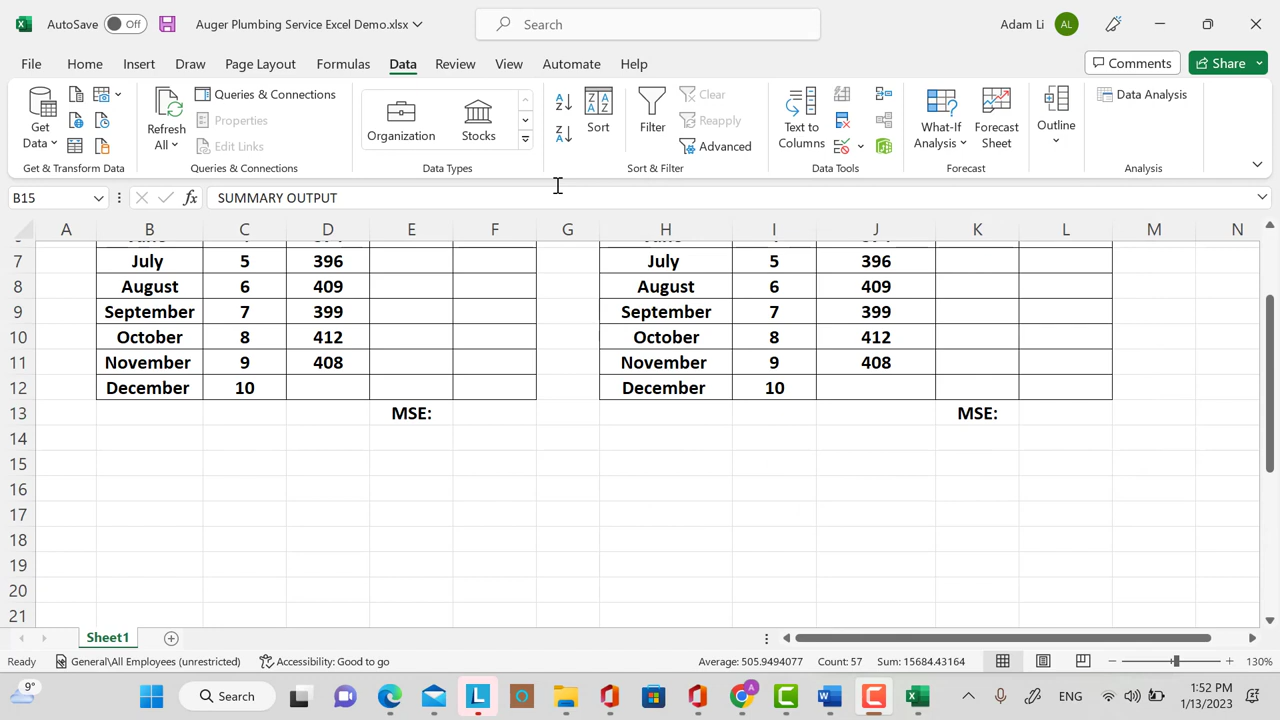 AutoSave Off Auger Plumbing Service Excel Demo.xlsx Search Adam Li AL
File Home Insert Draw Page Layout Formulas Data Review View Automate Help Comments Share
Get Data
Refresh All
Queries & Connections
Properties
Edit Links
Organization
Stocks
Sort
Filter
Clear
Reapply
Advanced
Text to Columns
What-If Analysis
Forecast Sheet
Outline
Data Analysis
Get & Transform Data Queries & Connections Data Types Sort & Filter Data Tools Forecast Analysis
B15 fx SUMMARY OUTPUT
A B C D E F G H I J K L M N
7 July 5 396 July 5 396
8 August 6 409 August 6 409
9 September 7 399 September 7 399
10 October 8 412 October 8 412
11 November 9 408 November 9 408
12 December 10 December 10
13 MSE: MSE:
14
15
16
17
18
19
20
21
Sheet1
Ready General\All Employees (unrestricted) Accessibility: Good to go Average: 505.9494077 Count: 57 Sum: 15684.43164 130%
9° Search ENG 1:52 PM
1/13/2023